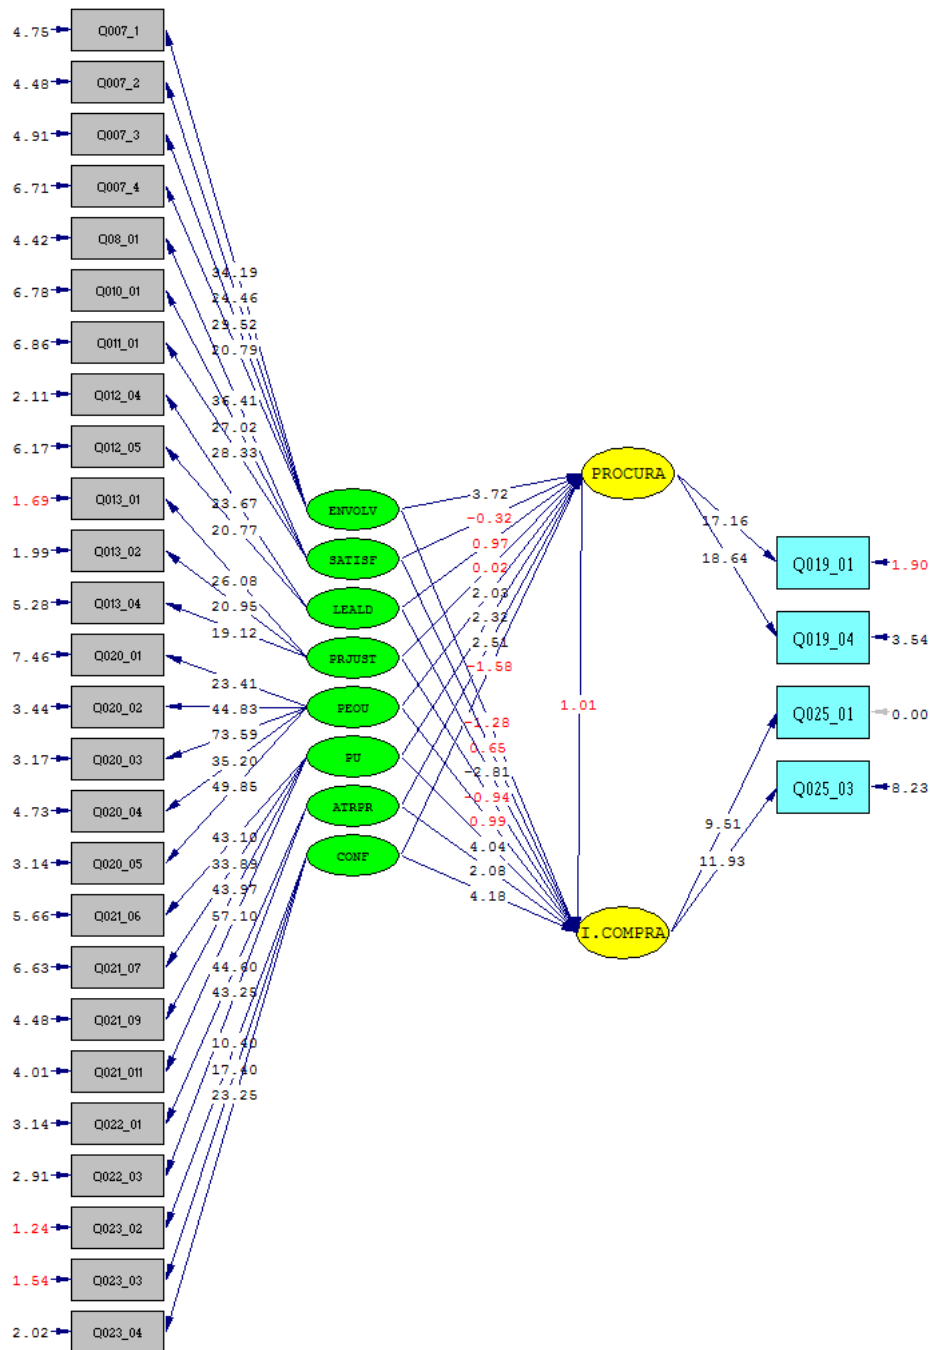 4.75 Q007_1
4.48 Q007_2
4.91 Q007_3
6.71 Q007_4
4.42 Q08_01
6.78 Q010_01
6.86 Q011_01
2.11 Q012_04
6.17 Q012_05
1.69 Q013_01
1.99 Q013_02
5.28 Q013_04
7.46 Q020_01
3.44 Q020_02
3.17 Q020_03
4.73 Q020_04
3.14 Q020_05
5.66 Q021_06
6.63 Q021_07
4.48 Q021_09
4.01 Q021_011
3.14 Q022_01
2.91 Q022_03
1.24 Q023_02
1.54 Q023_03
2.02 Q023_04
34.19
24.46
29.52
20.79
36.41
27.02
28.33
23.67
20.77
26.08
20.95
19.12
23.41
44.83
73.59
35.20
49.85
43.10
33.89
43.97
57.10
44.60
43.25
10.40
17.40
23.25
ENVOLV
SATISF
LEALD
PRJUST
PEOU
PU
ATRPR
CONF
3.72
-0.32
0.97
0.02
2.03
2.32
2.51
-1.58
-1.28
0.65
-2.81
-0.94
0.99
4.04
2.08
4.18
1.01
PROCURA
I.COMPRA
17.16
18.64
9.51
11.93
Q019_01 1.90
Q019_04 3.54
Q025_01 0.00
Q025_03 8.23